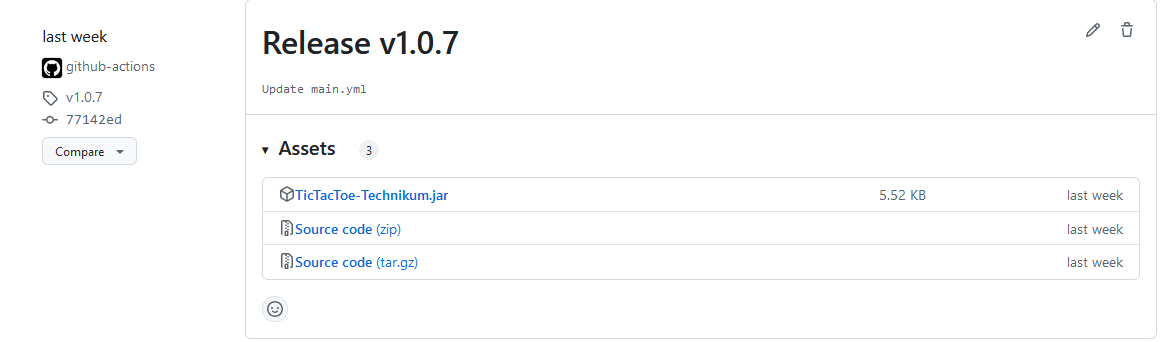 last week
github-actions
v1.0.7
77142ed
Compare
Release v1.0.7
Update main.yml
Assets 3
TicTacToe-Technikum.jar 5.52 KB last week
Source code (zip) last week
Source code (tar.gz) last week